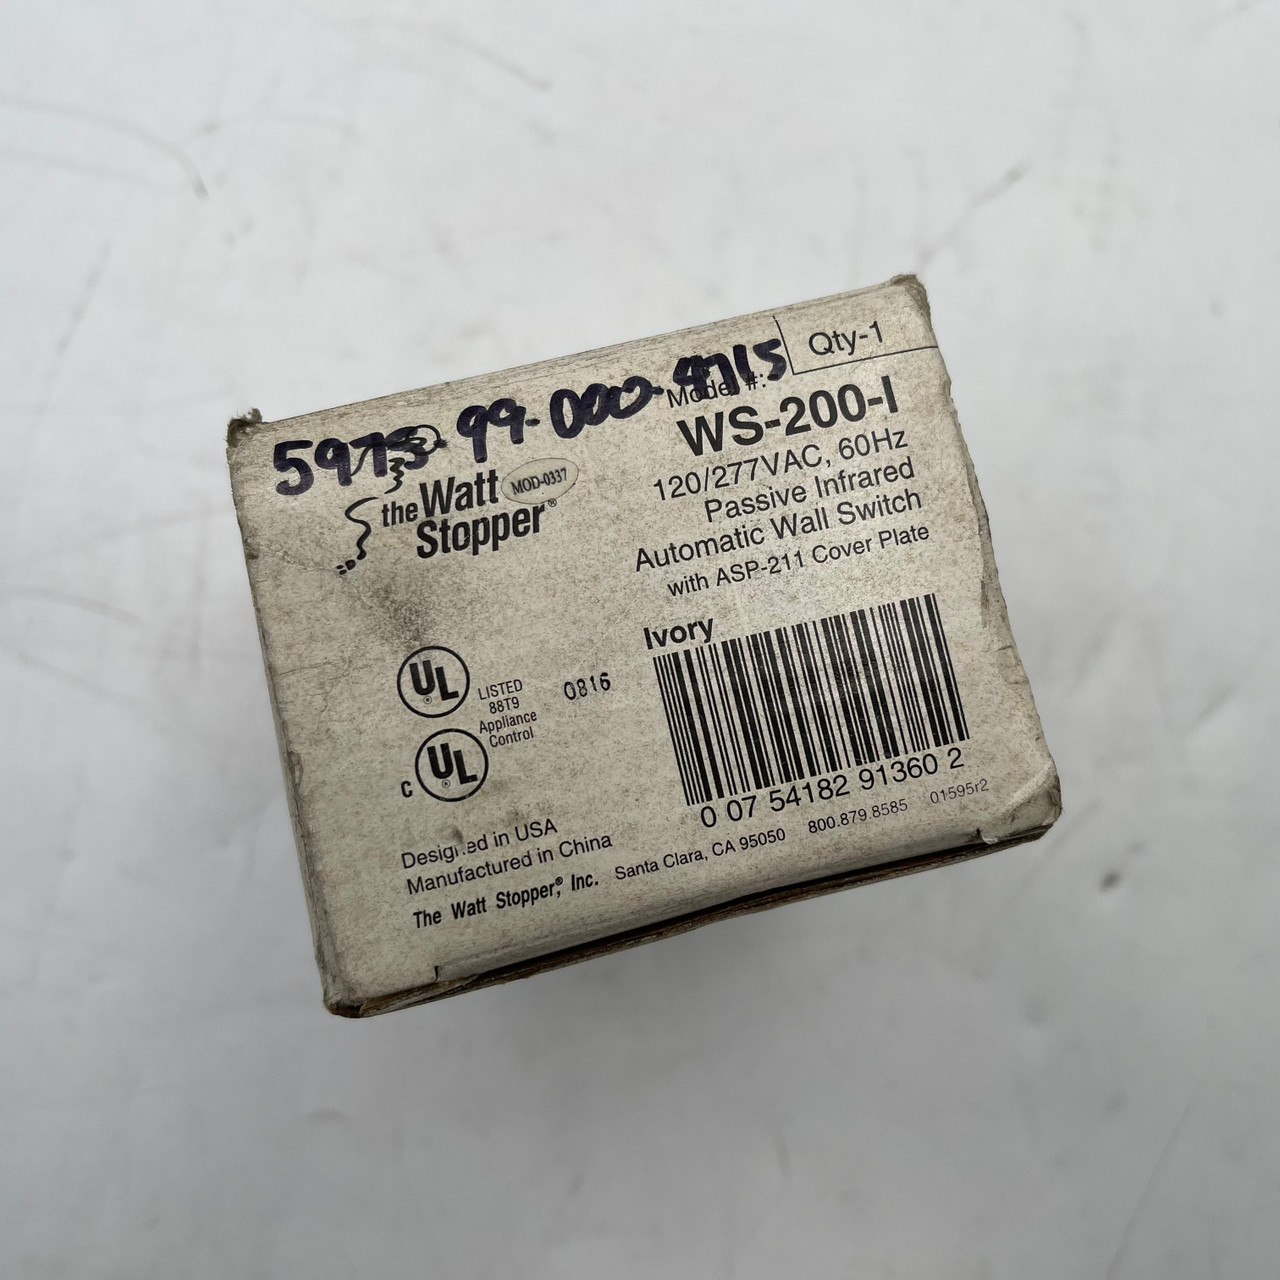 5975-99-000-4715
Qty-1
Model #:
WS-200-I
120/277VAC, 60Hz
Passive Infrared
Automatic Wall Switch
with ASP-211 Cover Plate
the Watt
Stopper®
MOD-0337
Ivory
UL
®
LISTED
88T9
Appliance
Control
C UL
®
0816
0 07 54182 91360 2
Designed in USA
Manufactured in China
The Watt Stopper®, Inc. Santa Clara, CA 95050 800.879.8585 01595r2